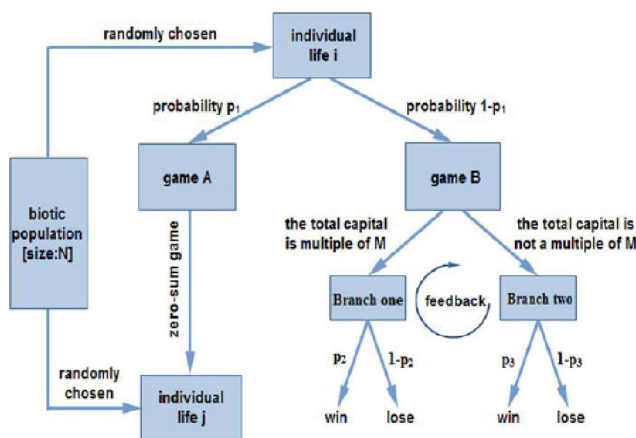 randomly chosen
individual
life i
probability p₁
probability 1-p₁
game A
game B
biotic
population
[size:N]
the total capital
is multiple of M
the total capital is
not a multiple of M
zero-sum game
Branch one
feedback
Branch two
p₂
1-p₂
p₃
1-p₃
randomly
chosen
individual
life j
win
lose
win
lose